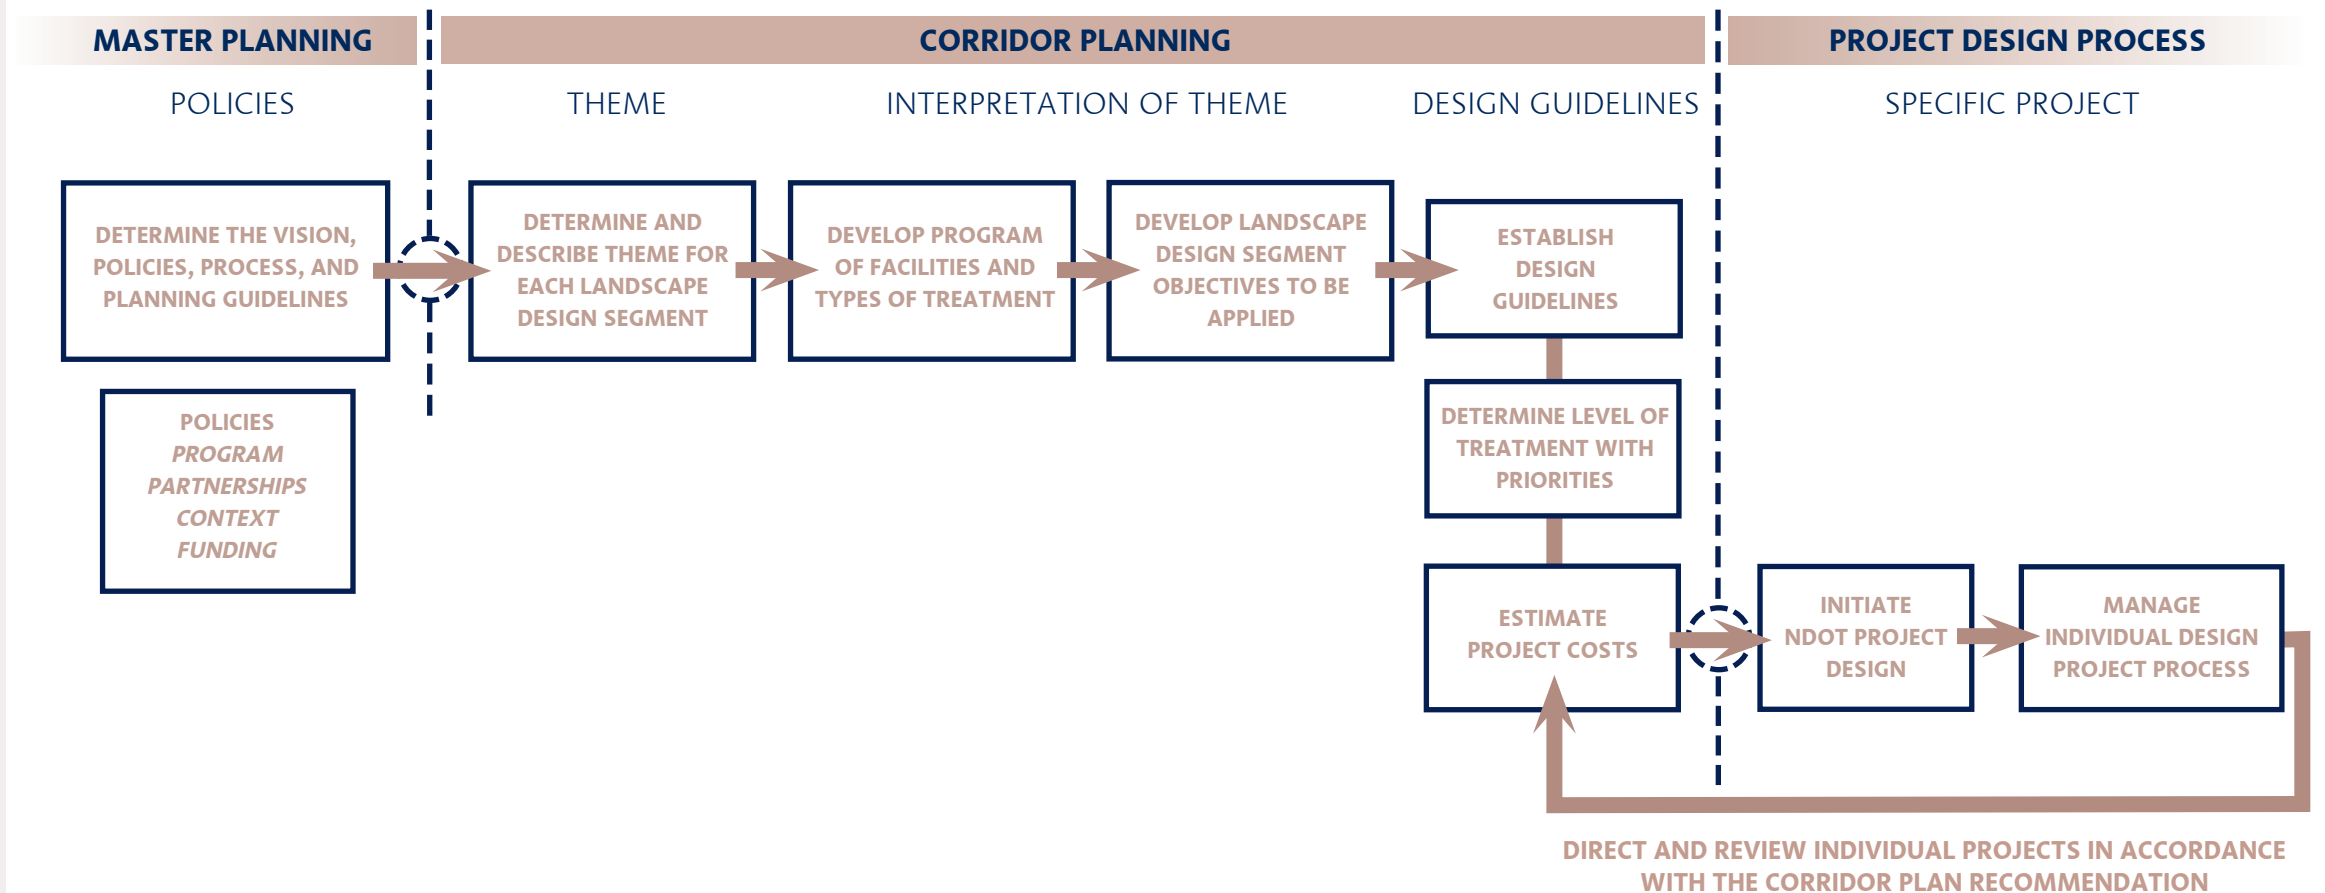 MASTER PLANNING
CORRIDOR PLANNING
PROJECT DESIGN PROCESS
POLICIES
THEME
INTERPRETATION OF THEME
DESIGN GUIDELINES
SPECIFIC PROJECT
DETERMINE THE VISION,
POLICIES, PROCESS, AND
PLANNING GUIDELINES
DETERMINE AND
DESCRIBE THEME FOR
EACH LANDSCAPE
DESIGN SEGMENT
DEVELOP PROGRAM
OF FACILITIES AND
TYPES OF TREATMENT
DEVELOP LANDSCAPE
DESIGN SEGMENT
OBJECTIVES TO BE
APPLIED
ESTABLISH
DESIGN
GUIDELINES
POLICIES
PROGRAM
PARTNERSHIPS
CONTEXT
FUNDING
DETERMINE LEVEL OF
TREATMENT WITH
PRIORITIES
ESTIMATE
PROJECT COSTS
INITIATE
NDOT PROJECT
DESIGN
MANAGE
INDIVIDUAL DESIGN
PROJECT PROCESS
DIRECT AND REVIEW INDIVIDUAL PROJECTS IN ACCORDANCE
WITH THE CORRIDOR PLAN RECOMMENDATION